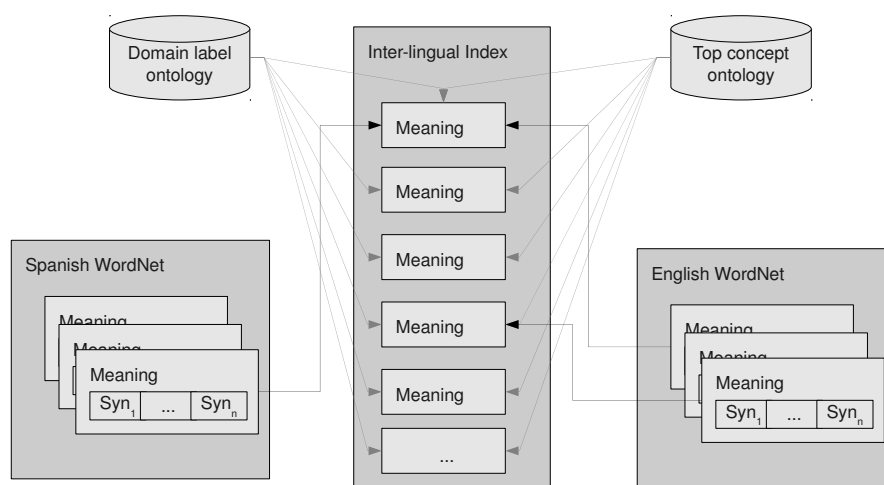 Domain label
ontology
Inter-lingual Index
Top concept
ontology
Meaning
Meaning
Meaning
Meaning
Meaning
...
Spanish WordNet
Meaning
Meaning
Meaning
Syn1 ... Synn
English WordNet
Meaning
Meaning
Meaning
Syn1 ... Synn